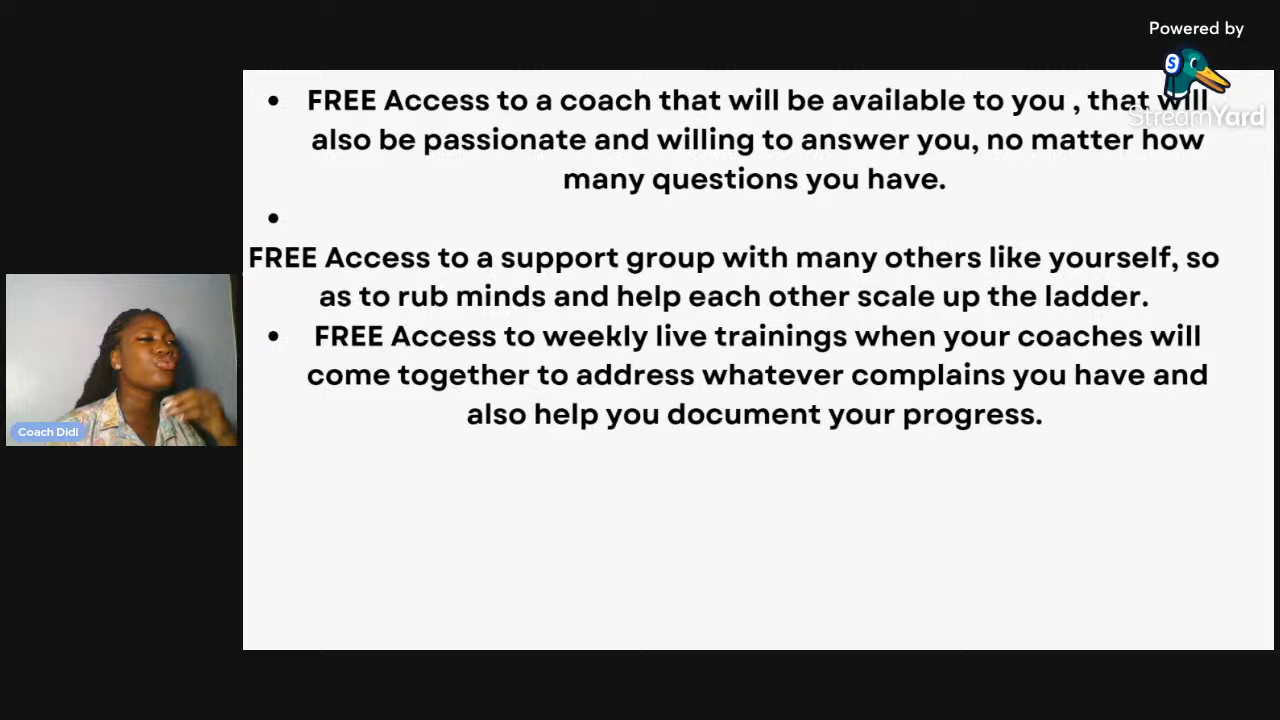 Powered by
StreamYard
• FREE Access to a coach that will be available to you , that will
also be passionate and willing to answer you, no matter how
many questions you have.
•
FREE Access to a support group with many others like yourself, so
as to rub minds and help each other scale up the ladder.
• FREE Access to weekly live trainings when your coaches will
come together to address whatever complains you have and
also help you document your progress.
Coach Didi